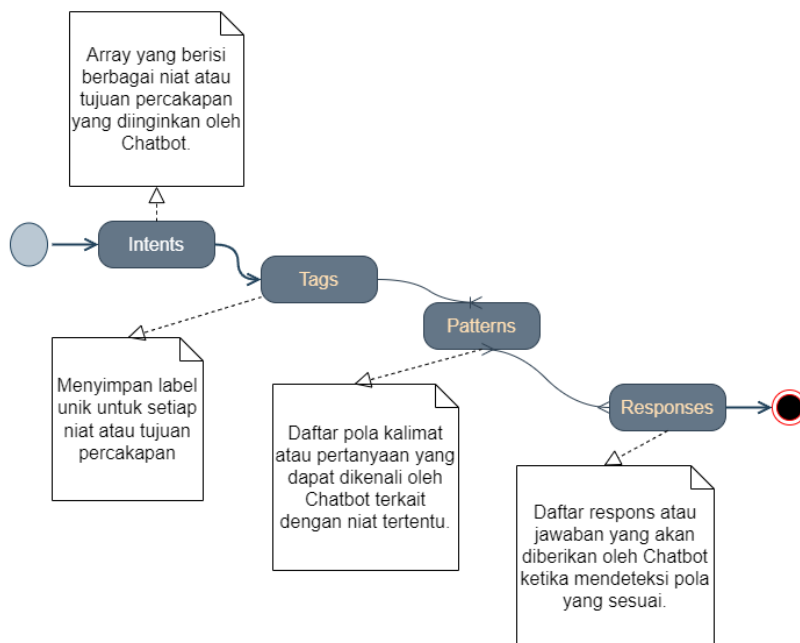 Array yang berisi
berbagai niat atau
tujuan percakapan
yang diinginkan oleh
Chatbot.
Intents
Tags
Patterns
Menyimpan label
unik untuk setiap
niat atau tujuan
percakapan
Daftar pola kalimat
atau pertanyaan yang
dapat dikenali oleh
Chatbot terkait
dengan niat tertentu.
Responses
Daftar respons atau
jawaban yang akan
diberikan oleh Chatbot
ketika mendeteksi pola
yang sesuai.